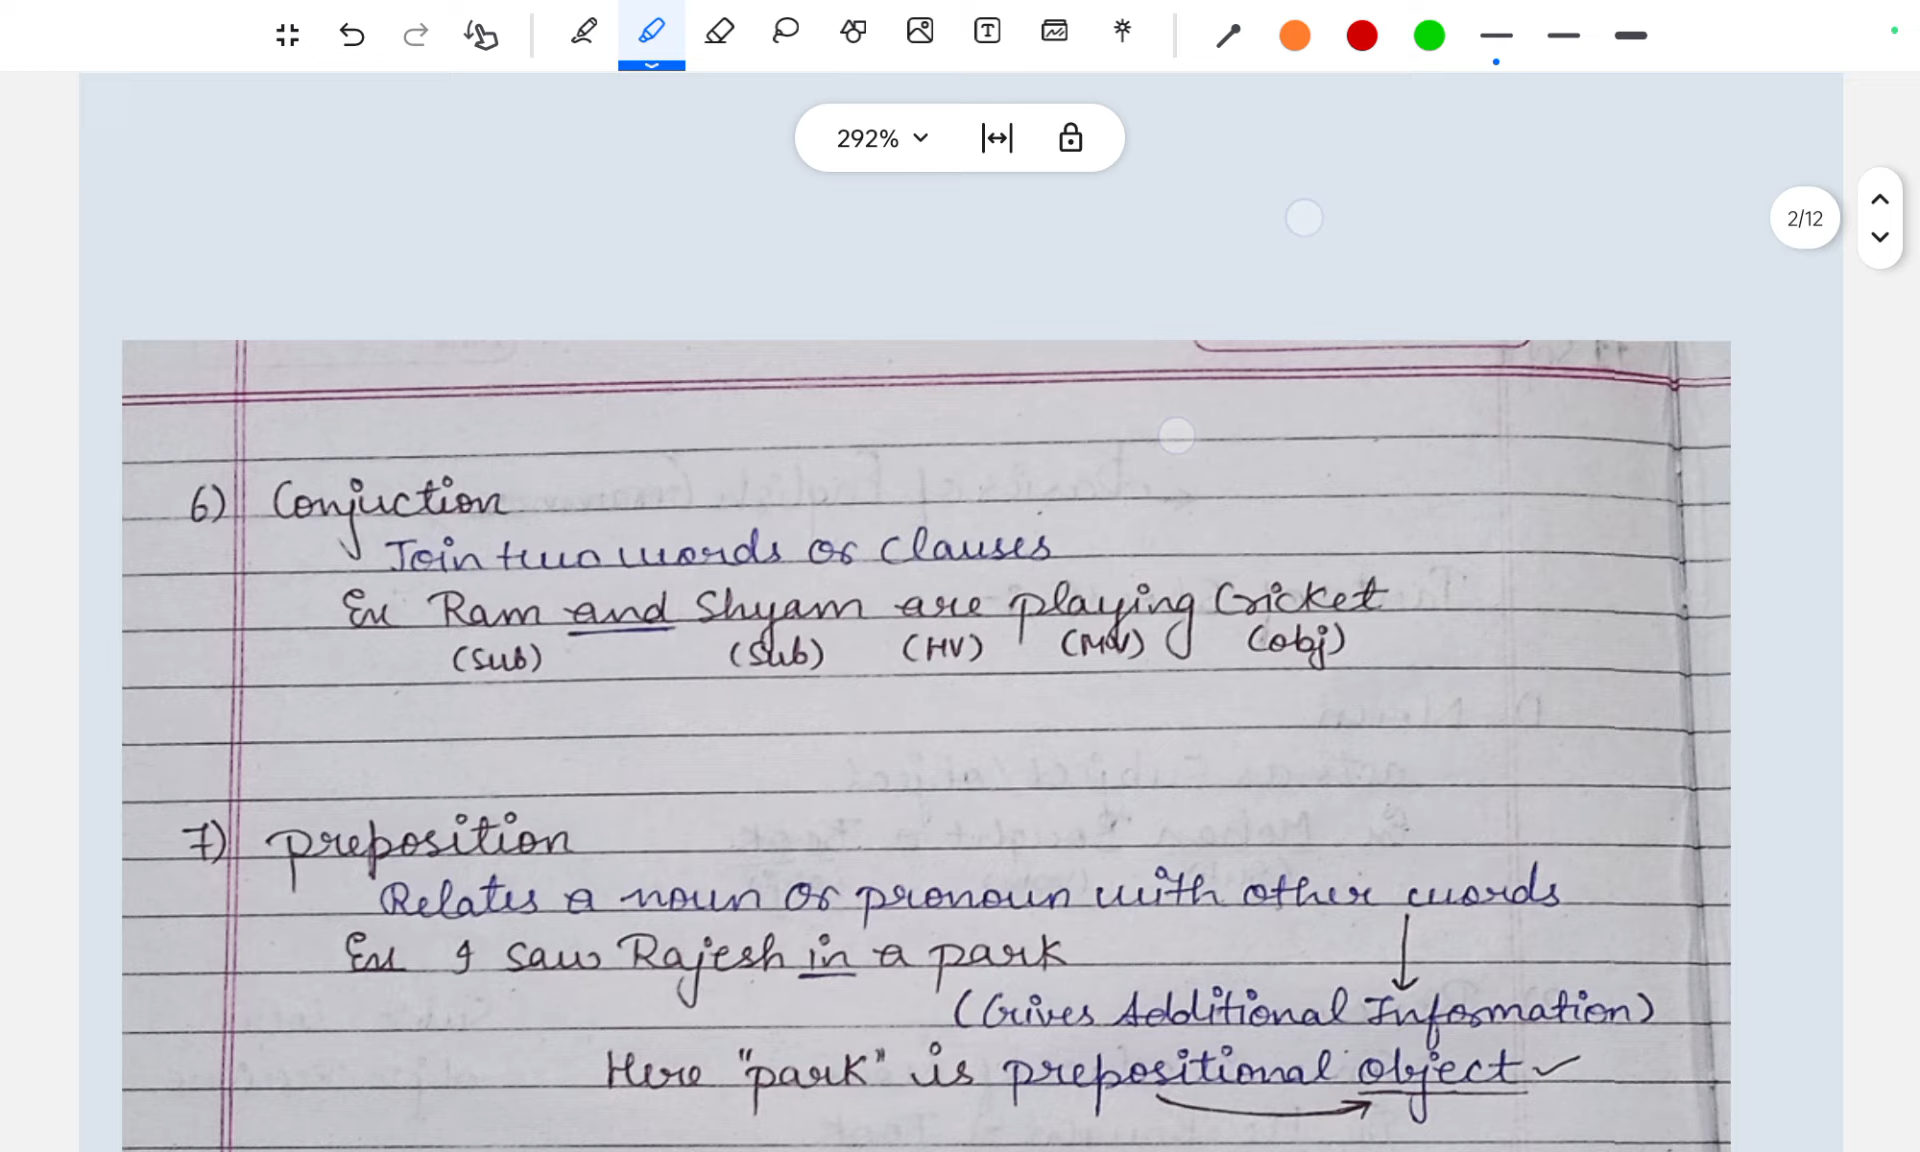 292%
2/12
6) Conjuction
Join two words or clauses
Ex Ram and Shyam are playing Cricket
(Sub) (Sub) (HV) (MV) (obj)
7) preposition
Relates a noun or pronoun with other words
Ex I saw Rajesh in a park
(Gives Additional Information)
Here "park" is prepositional object